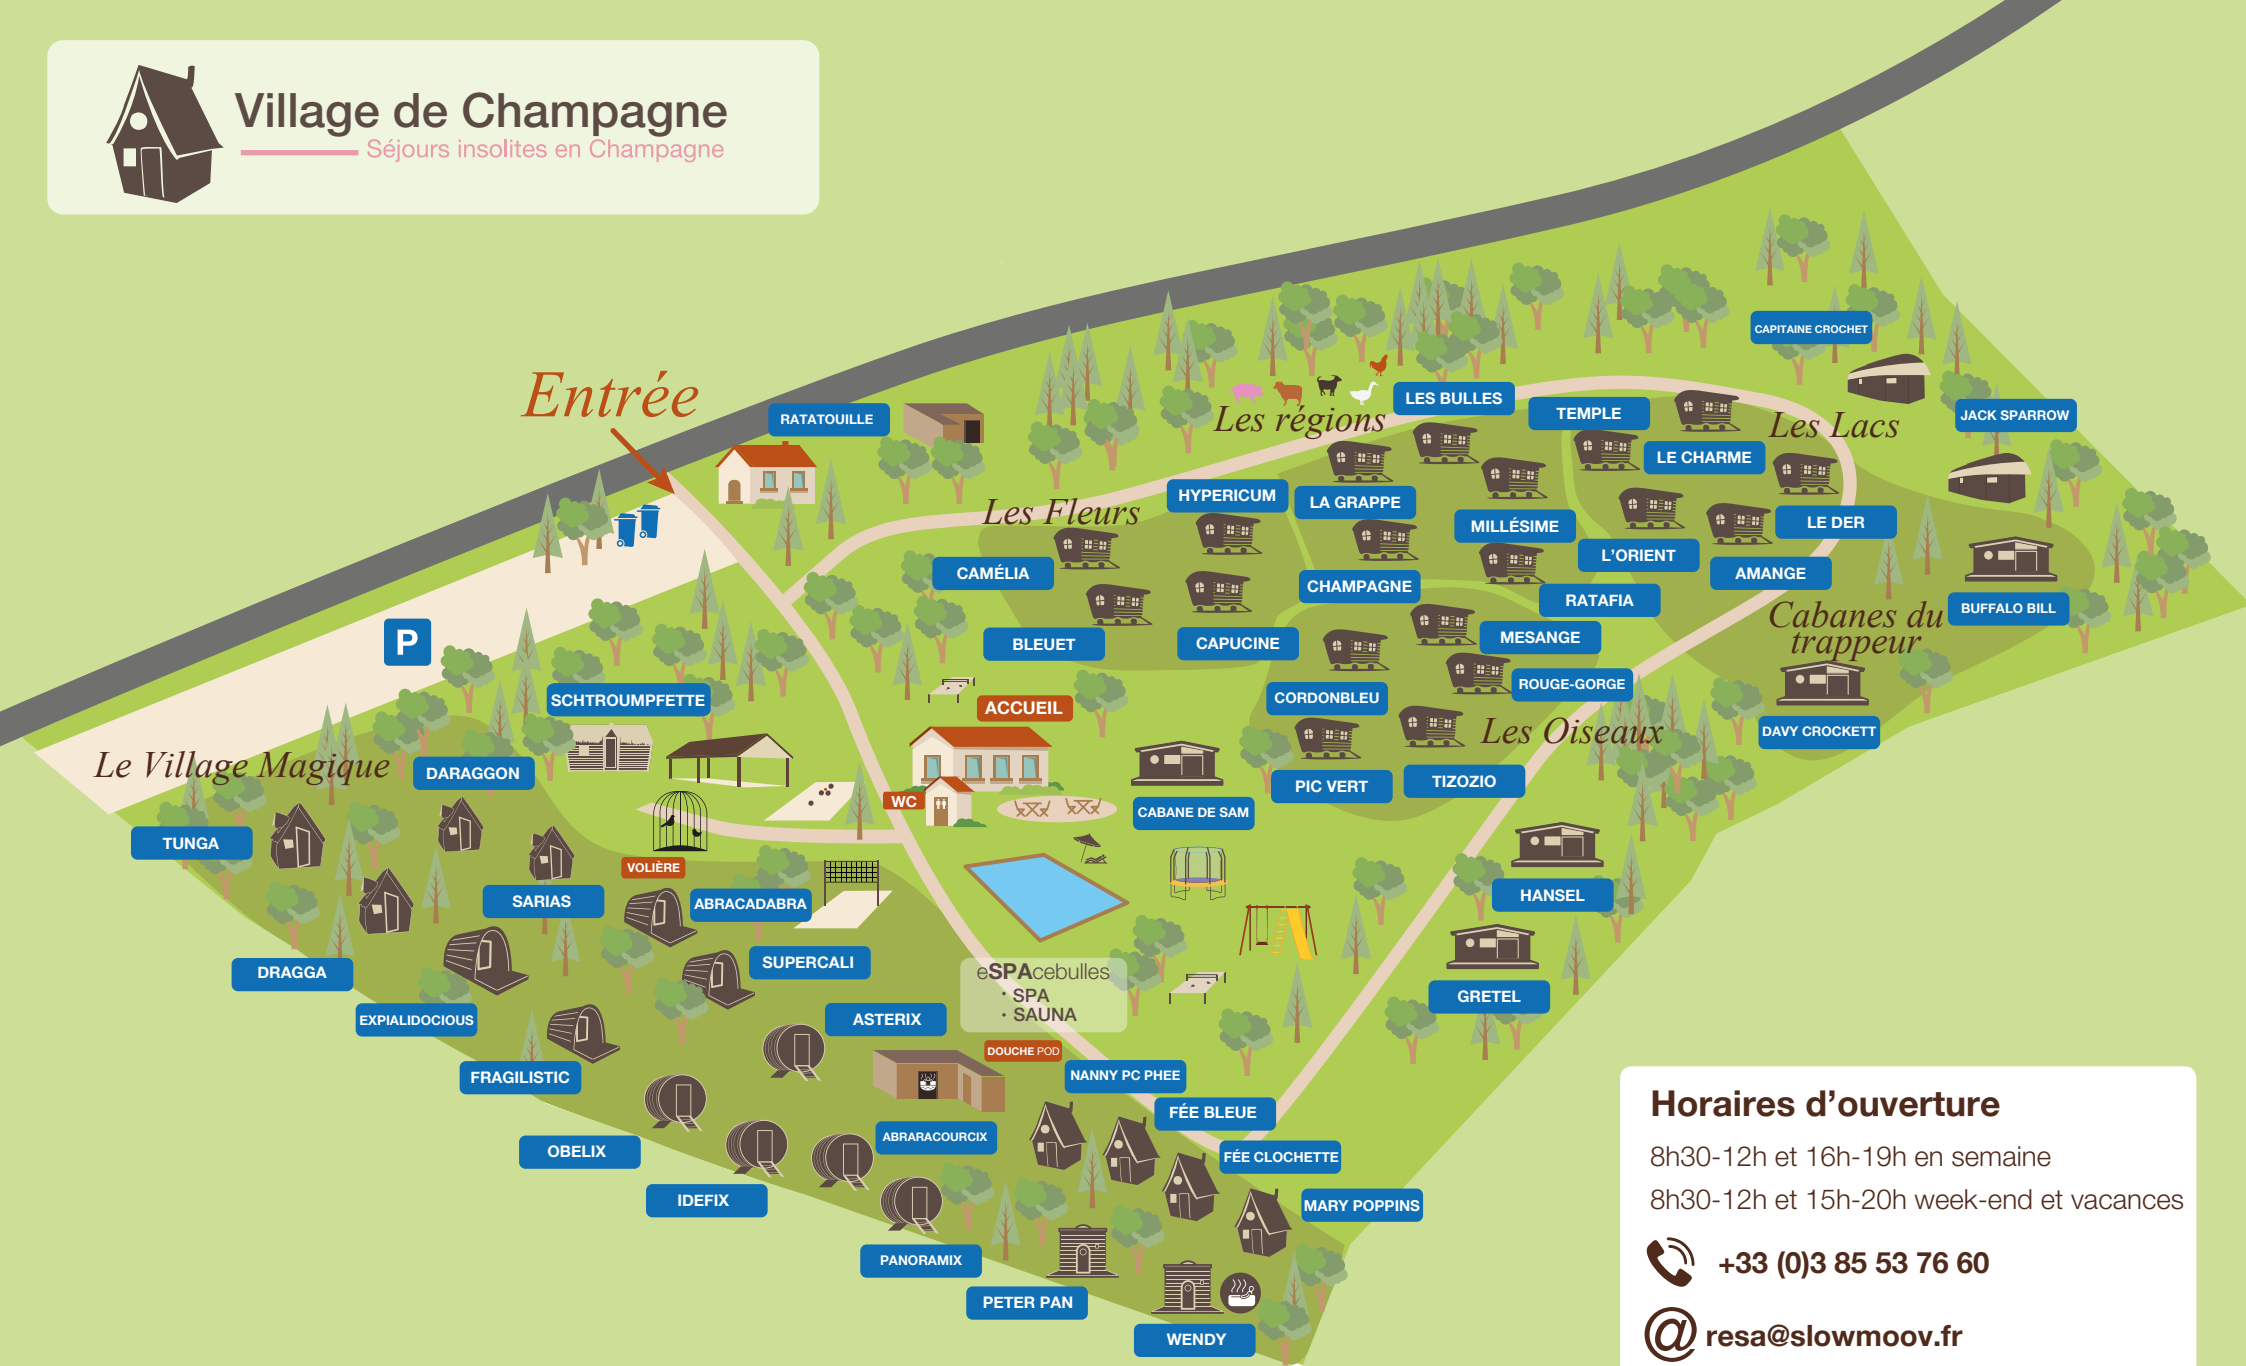 Village de Champagne
Séjours insolites en Champagne
Entrée
RATATOUILLE
Les régions
LES BULLES
TEMPLE
CAPITAINE CROCHET
Les Lacs
JACK SPARROW
LE CHARME
HYPERICUM
LA GRAPPE
Les Fleurs
MILLÉSIME
LE DER
L'ORIENT
CAMÉLIA
CHAMPAGNE
AMANGE
RATAFIA
Cabanes du
trappeur
BUFFALO BILL
P
BLEUET
CAPUCINE
MESANGE
SCHTROUMPFETTE
ACCUEIL
CORDONBLEU
ROUGE-GORGE
Les Oiseaux
DAVY CROCKETT
Le Village Magique
DARAGGON
PIC VERT
TIZOZIO
WC
CABANE DE SAM
TUNGA
VOLIÈRE
SARIAS
ABRACADABRA
HANSEL
DRAGGA
SUPERCALI
eSPAcebulles
· SPA
· SAUNA
GRETEL
EXPIALIDOCIOUS
ASTERIX
DOUCHE POD
FRAGILISTIC
NANNY PC PHEE
FÉE BLEUE
OBELIX
ABRARACOURCIX
FÉE CLOCHETTE
IDEFIX
MARY POPPINS
PANORAMIX
PETER PAN
WENDY
Horaires d'ouverture
8h30-12h et 16h-19h en semaine
8h30-12h et 15h-20h week-end et vacances
+33 (0)3 85 53 76 60
@ resa@slowmoov.fr